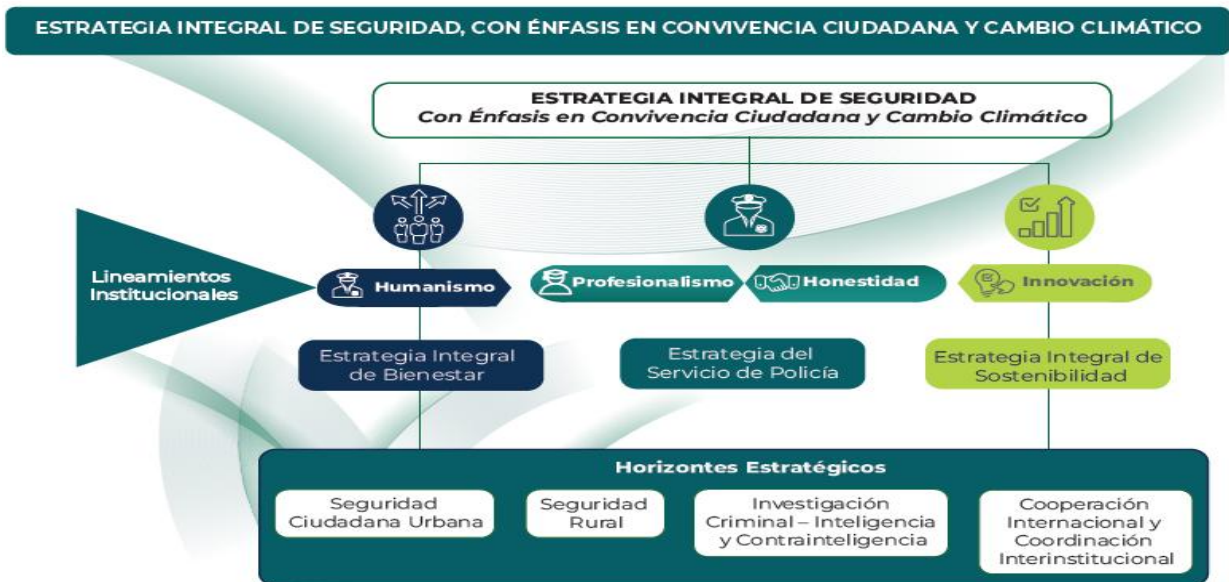 ESTRATEGIA INTEGRAL DE SEGURIDAD, CON ÉNFASIS EN CONVIVENCIA CIUDADANA Y CAMBIO CLIMÁTICO
ESTRATEGIA INTEGRAL DE SEGURIDAD
Con Énfasis en Convivencia Ciudadana y Cambio Climático
Lineamientos
Institucionales
Humanismo
Profesionalismo
Honestidad
Innovación
Estrategia Integral
de Bienestar
Estrategia del
Servicio de Policía
Estrategia Integral de
Sostenibilidad
Horizontes Estratégicos
Seguridad
Ciudadana Urbana
Seguridad
Rural
Investigación
Criminal – Inteligencia
y Contrainteligencia
Cooperación
Internacional y
Coordinación
Interinstitucional